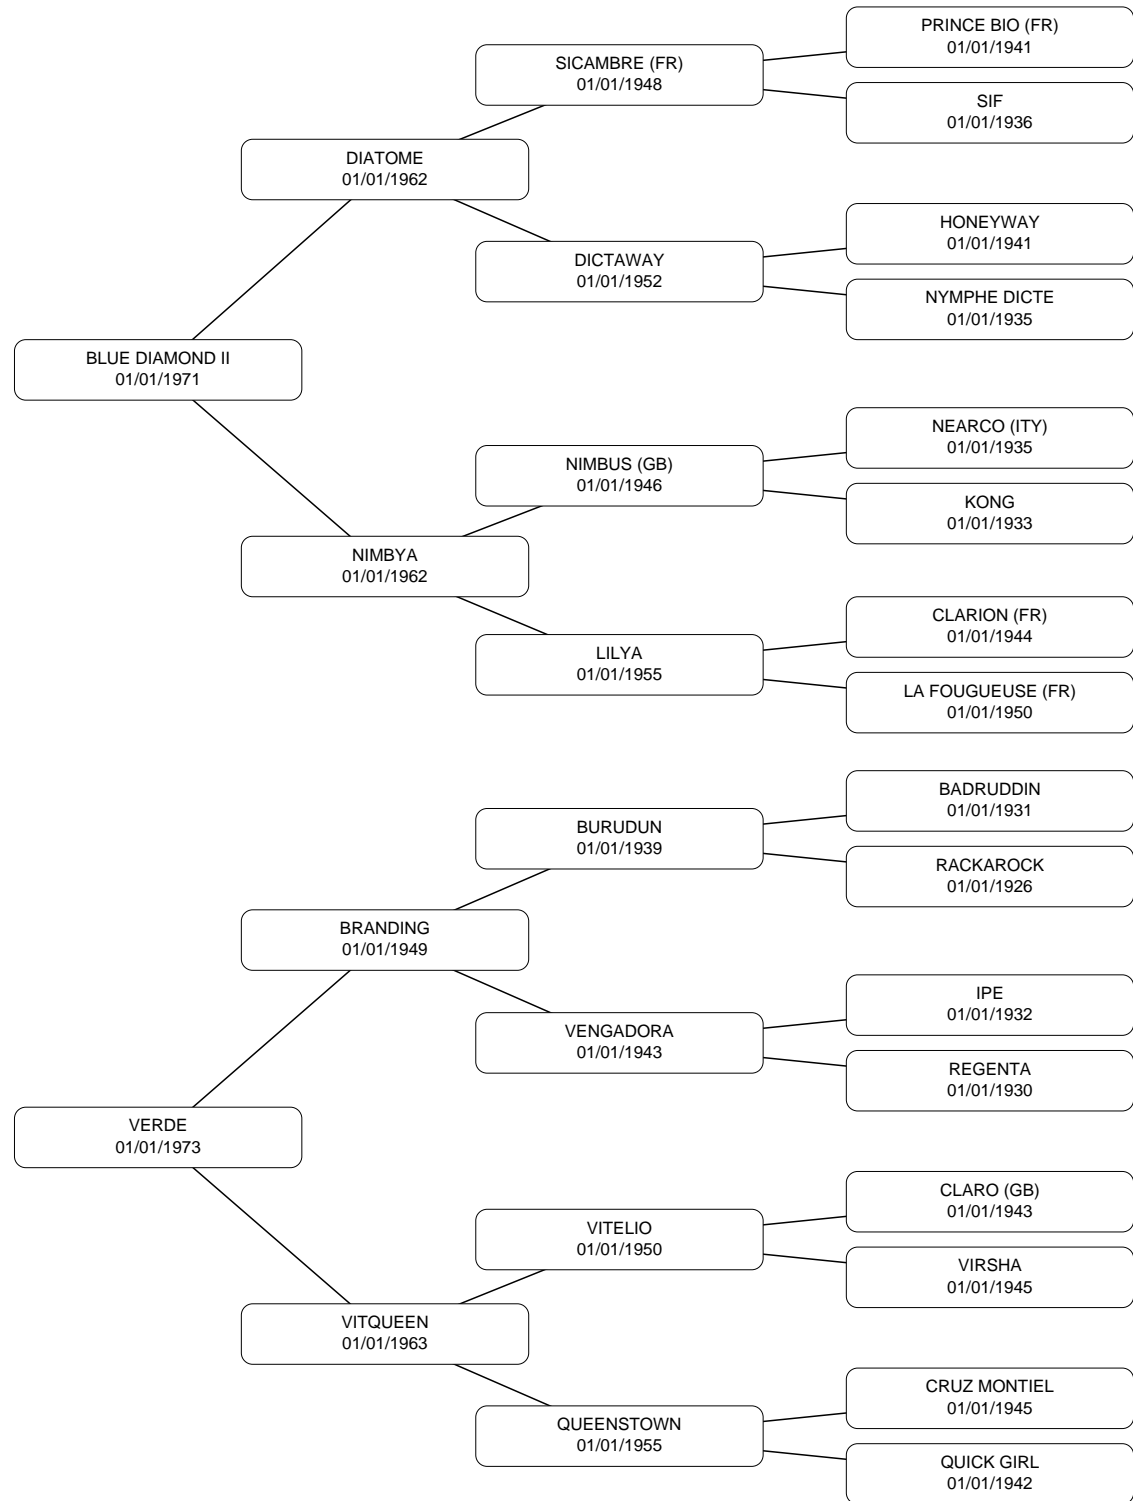 PRINCE BIO (FR)
01/01/1941
SICAMBRE (FR)
01/01/1948
SIF
01/01/1936
DIATOME
01/01/1962
HONEYWAY
01/01/1941
DICTAWAY
01/01/1952
NYMPHE DICTE
01/01/1935
BLUE DIAMOND II
01/01/1971
NEARCO (ITY)
01/01/1935
NIMBUS (GB)
01/01/1946
KONG
01/01/1933
NIMBYA
01/01/1962
CLARION (FR)
01/01/1944
LILYA
01/01/1955
LA FOUGUEUSE (FR)
01/01/1950
BADRUDDIN
01/01/1931
BURUDUN
01/01/1939
RACKAROCK
01/01/1926
BRANDING
01/01/1949
IPE
01/01/1932
VENGADORA
01/01/1943
REGENTA
01/01/1930
VERDE
01/01/1973
CLARO (GB)
01/01/1943
VITELIO
01/01/1950
VIRSHA
01/01/1945
VITQUEEN
01/01/1963
CRUZ MONTIEL
01/01/1945
QUEENSTOWN
01/01/1955
QUICK GIRL
01/01/1942